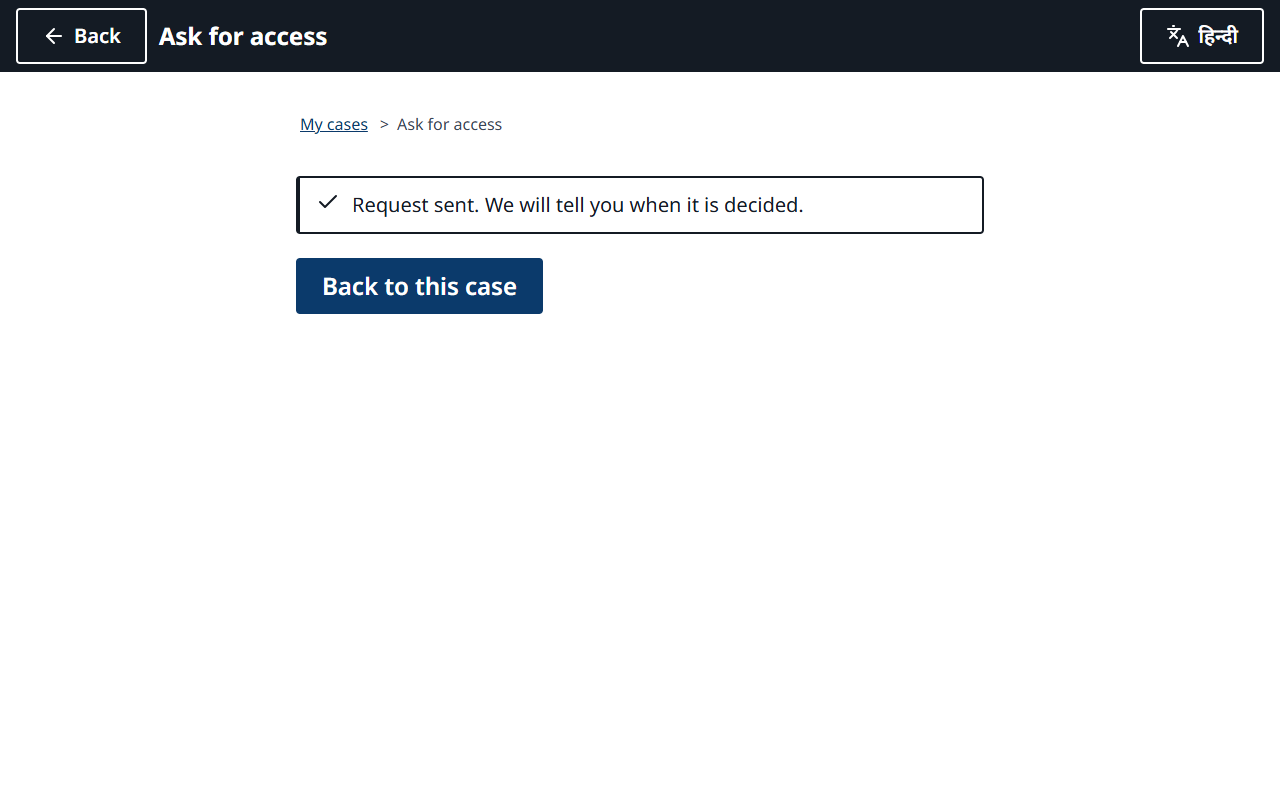 Back
Ask for access
हिन्दी
My cases > Ask for access
Request sent. We will tell you when it is decided.
Back to this case